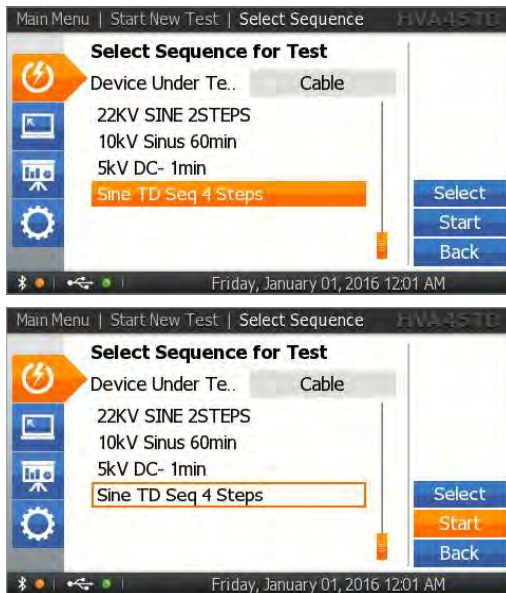 Main Menu | Start New Test | Select Sequence HVA45TD
Select Sequence for Test
Device Under Te.. Cable
22KV SINE 2STEPS
10kV Sinus 60min
5kV DC- 1min
Sine TD Seq 4 Steps
Select
Start
Back
Friday, January 01, 2016 12:01 AM
Main Menu | Start New Test | Select Sequence HVA45TD
Select Sequence for Test
Device Under Te.. Cable
22KV SINE 2STEPS
10kV Sinus 60min
5kV DC- 1min
Sine TD Seq 4 Steps
Select
Start
Back
Friday, January 01, 2016 12:01 AM